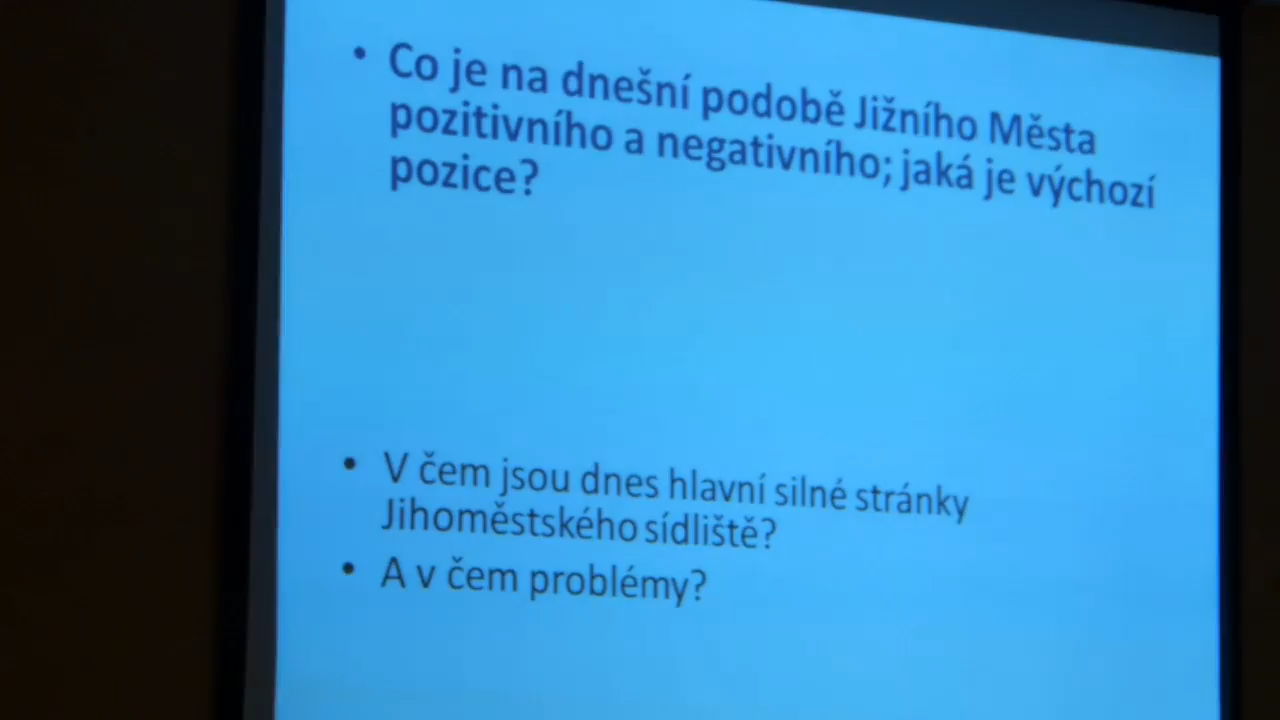 • Co je na dnešní podobě Jižního Města
pozitivního a negativního; jaká je výchozí
pozice?
• V čem jsou dnes hlavní silné stránky
Jihoměstského sídliště?
• A v čem problémy?